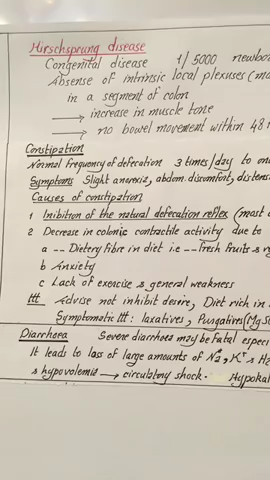 Hirschsprung disease
Congenital disease 1/5000 newbo
Absense of intrinsic local plexuses (ma
in a segment of colon
→ increase in muscle tone
→ no bowel movement within 48 h
Constipation
Normal frequency of defecation 3 times/day to on
Symptoms Slight anorexia, abdom. discomfort, disten
Causes of constipation
1 Inhibition of the natural defecation reflex (most c
2 Decrease in colonic contractile activity due to
a -- Dietery fibre in diet i.e -- fresh fruits & v
b Anxiety
c Lack of exercise & general weakness
ttt Advise not inhibit desire, Diet rich in
Symptomatic ttt: laxatives, Purgatives (Mg S
Diarrhoea Severe diarrhoea may be fatal especi
It leads to loss of large amounts of Na⁺, K⁺ & H
& hypovolemia → circulatory shock. Hypokal